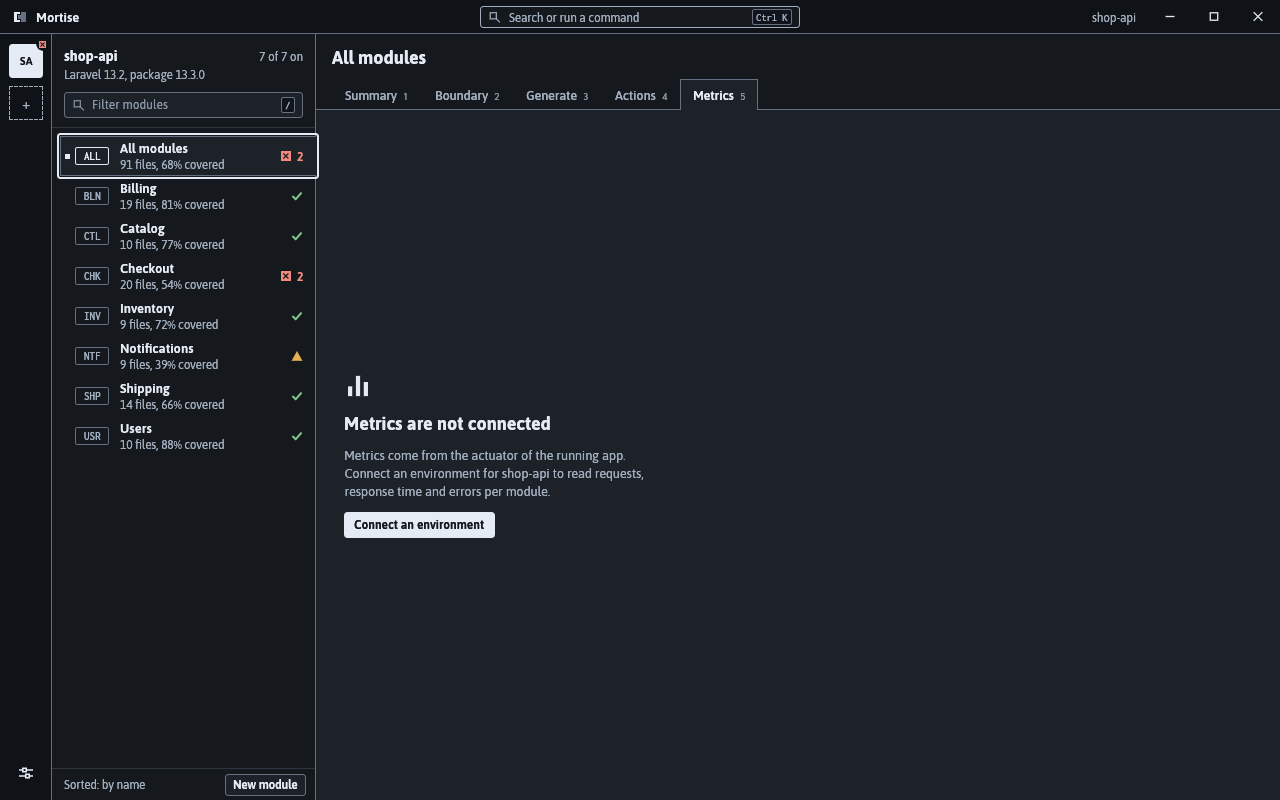 Mortise
Search or run a command
Ctrl K
shop-api
SA
+
shop-api
7 of 7 on
Laravel 13.2, package 13.3.0
Filter modules
/
ALL
All modules
91 files, 68% covered
2
BLN
Billing
19 files, 81% covered
CTL
Catalog
10 files, 77% covered
CHK
Checkout
20 files, 54% covered
2
INV
Inventory
9 files, 72% covered
NTF
Notifications
9 files, 39% covered
SHP
Shipping
14 files, 66% covered
USR
Users
10 files, 88% covered
Sorted: by name
New module
All modules
Summary 1
Boundary 2
Generate 3
Actions 4
Metrics 5
Metrics are not connected
Metrics come from the actuator of the running app.
Connect an environment for shop-api to read requests,
response time and errors per module.
Connect an environment